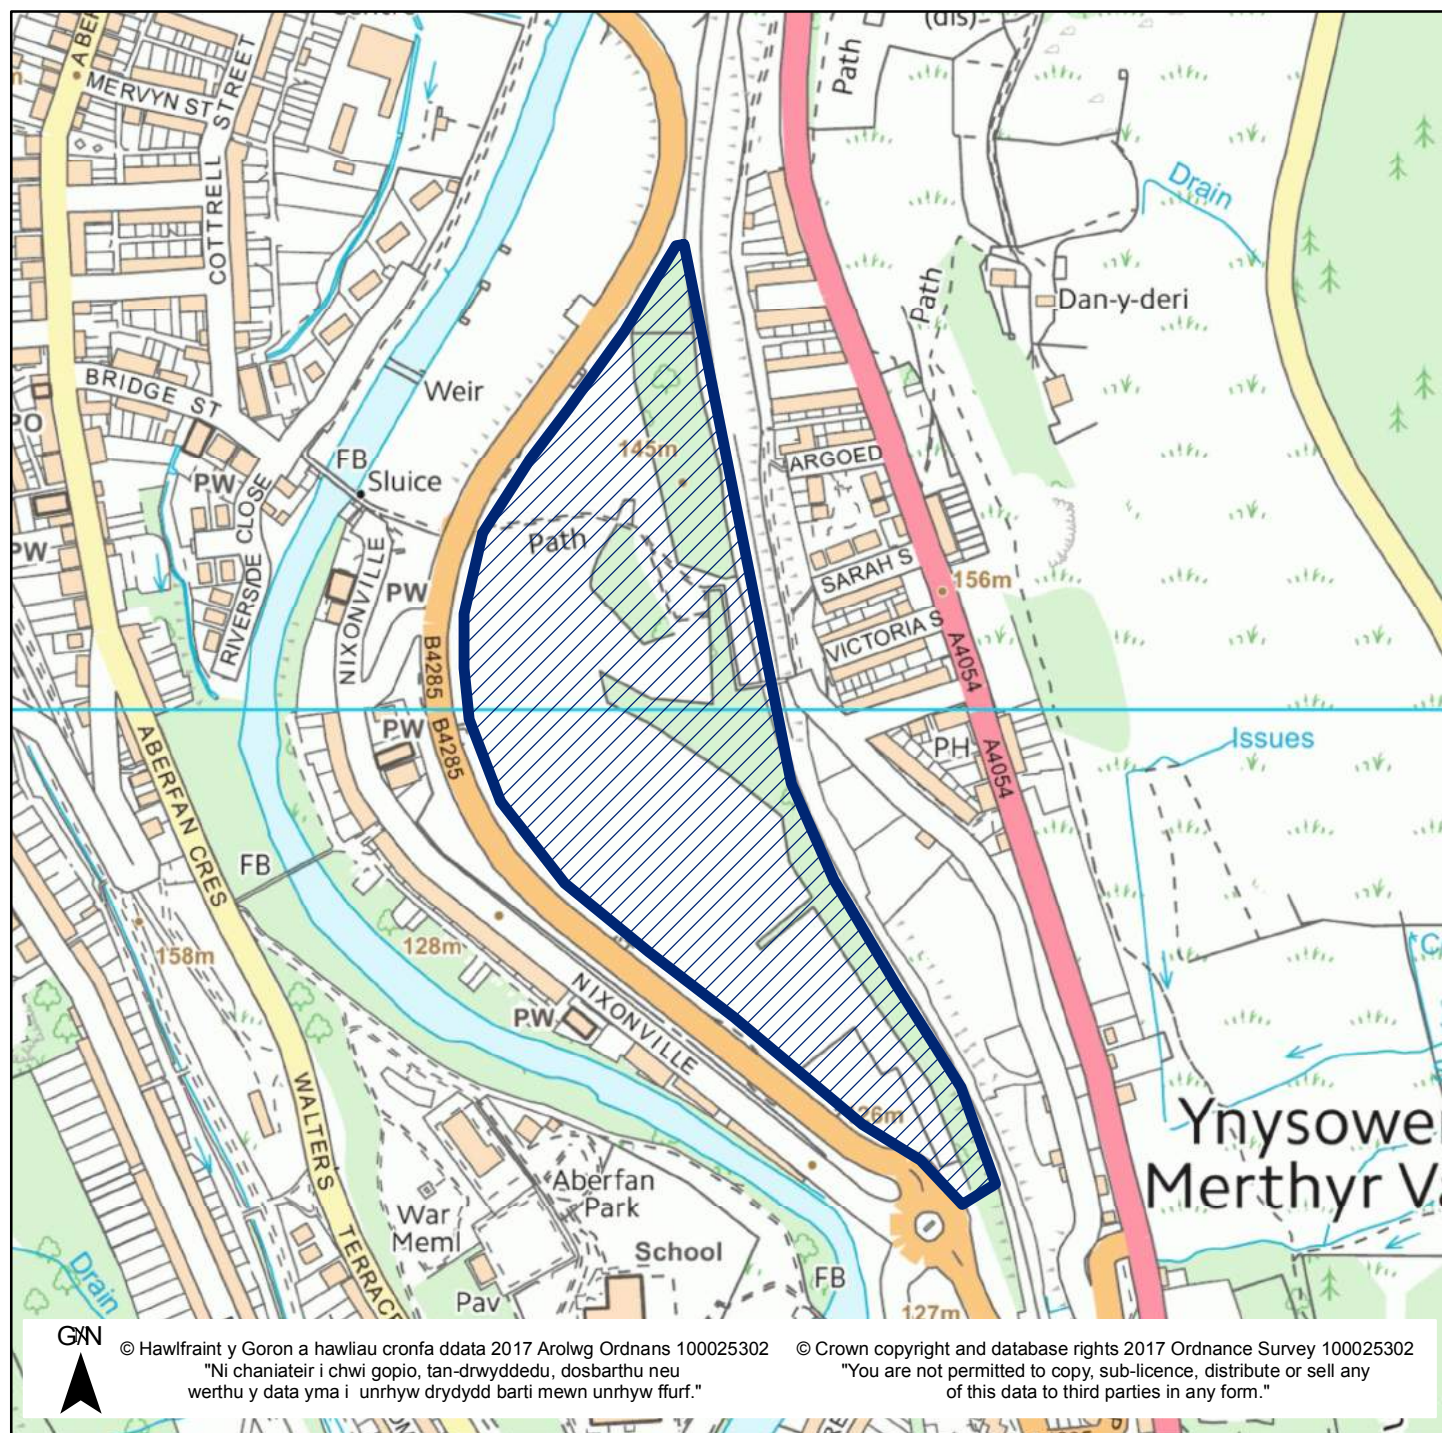 (dis)
MERVYN ST
COTTRELL STREET
Path
Drain
Path
Dan-y-deri
BRIDGE ST
Weir
PO
FB
Sluice
ARGOED
145m
PW
RIVERSIDE CLOSE
NIXONVILLE
Path
PW
PW
SARAH S
156m
VICTORIA S
A4054
B4285
B4285
PW
PH
A4054
Issues
ABERFAN CRES
FB
158m
128m
NIXONVILLE
PW
WALTER'S TERRACE
26m
Ynysowe
Merthyr Va
Aberfan
Park
War
Meml
School
Drain
Pav
FB
127m
© Hawlfraint y Goron a hawliau cronfa ddata 2017 Arolwg Ordnans 100025302
"Ni chaniateir i chwi gopio, tan-drwyddedu, dosbarthu neu
werthu y data yma i unrhyw drydydd barti mewn unrhyw ffurf."
© Crown copyright and database rights 2017 Ordnance Survey 100025302
"You are not permitted to copy, sub-licence, distribute or sell any
of this data to third parties in any form."